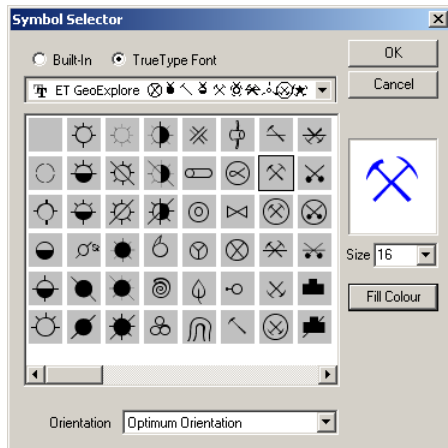 Symbol Selector
Built-In
TrueType Font
OK
ET GeoExplore
Cancel
Size
16
Fill Colour
Orientation
Optimum Orientation